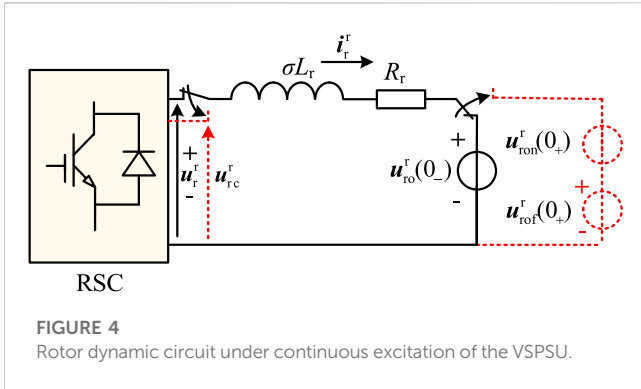 i_r^r
σL_r
R_r
+
u_r^r
-
u_rc^r
+
u_ro^r(0_-)
-
u_ron^r(0_+)
+
u_rof^r(0_+)
-
RSC
FIGURE 4
Rotor dynamic circuit under continuous excitation of the VSPSU.